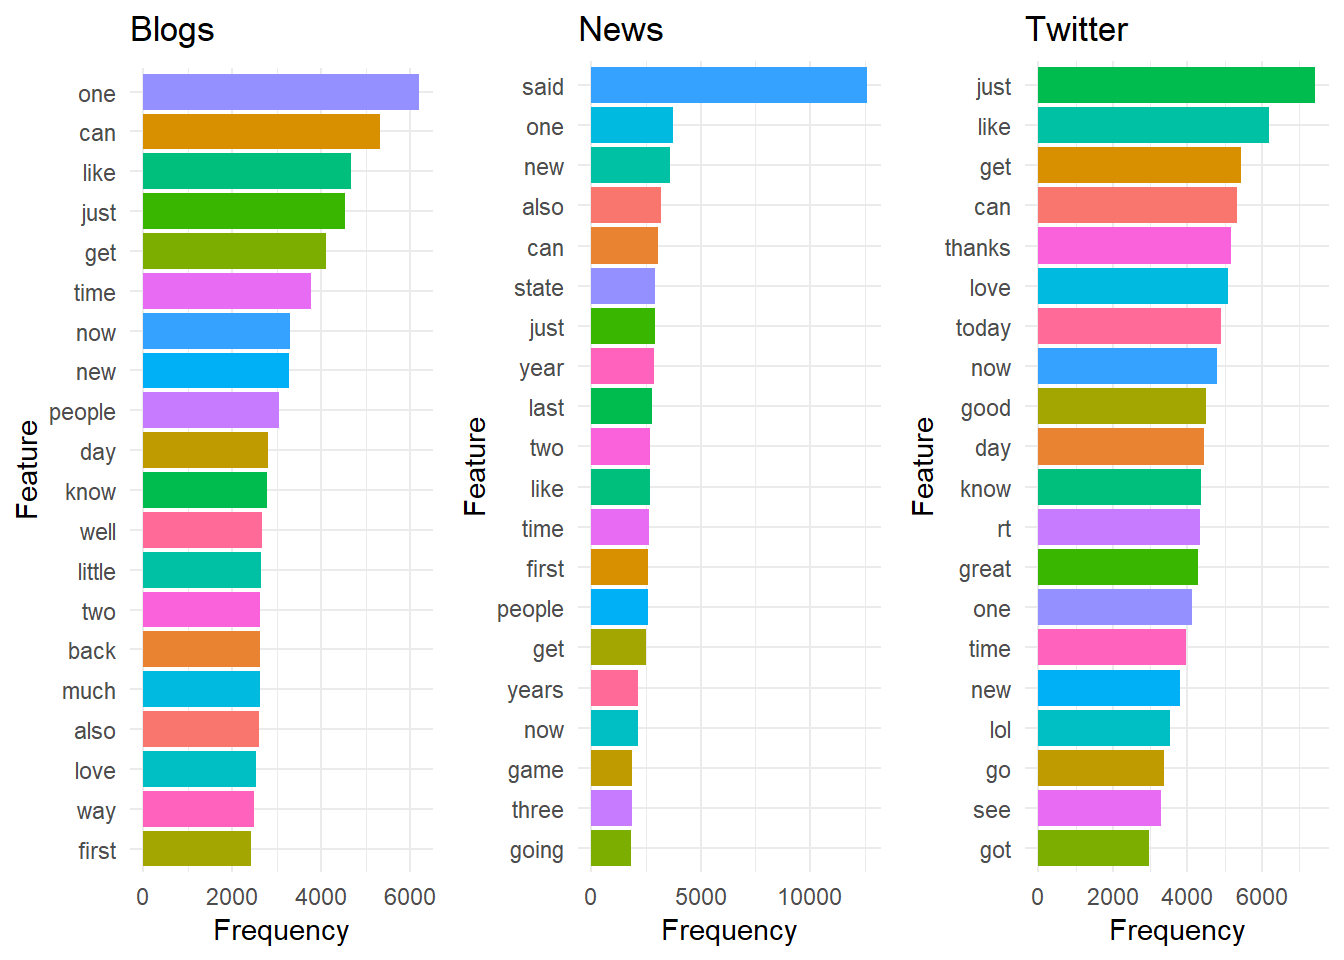 Blogs
one
can
like
just
get
time
now
new
people
day
know
well
little
two
back
much
also
love
way
first
Feature
0 2000 4000 6000
Frequency
News
said
one
new
also
can
state
just
year
last
two
like
time
first
people
get
years
now
game
three
going
Feature
0 5000 10000
Frequency
Twitter
just
like
get
can
thanks
love
today
now
good
day
know
rt
great
one
time
new
lol
go
see
got
Feature
0 2000 4000 6000
Frequency